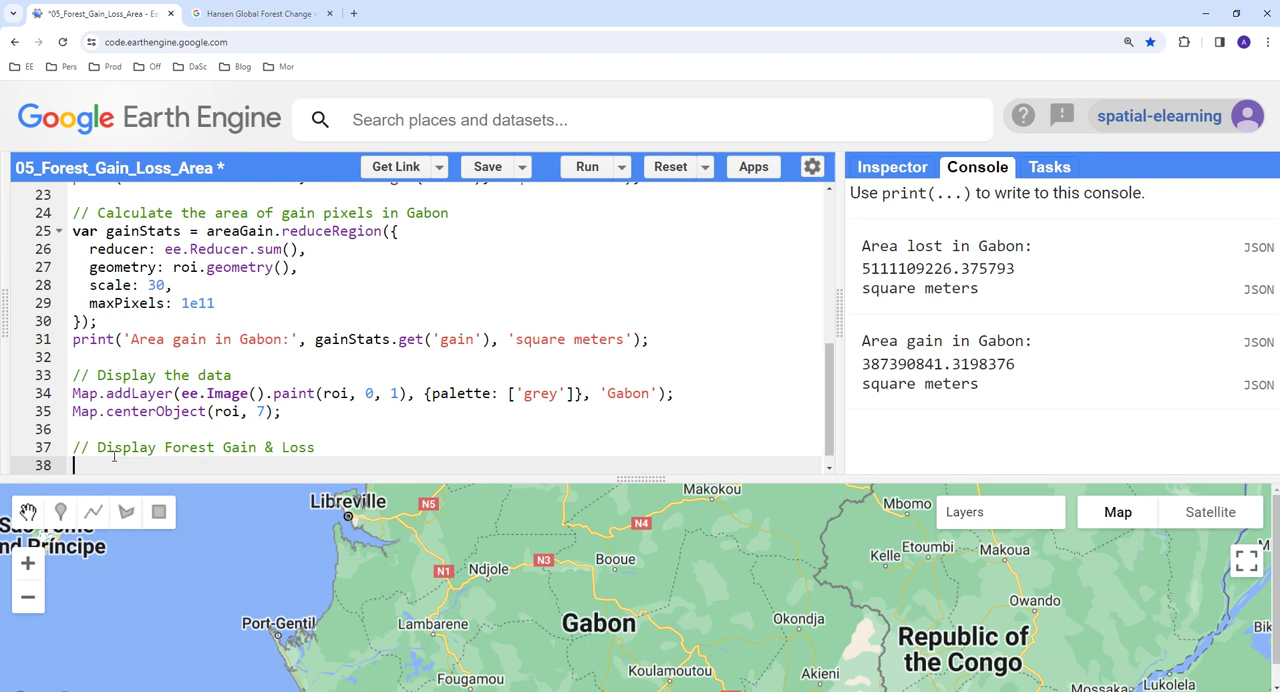 *05_Forest_Gain_Loss_Area - Ea
Hansen Global Forest Change v
code.earthengine.google.com
A
EE Pers Prod Off DaSc Blog Mor
Google Earth Engine
Search places and datasets...
spatial-elearning
05_Forest_Gain_Loss_Area *
Get Link Save Run Reset Apps
Inspector Console Tasks
Use print(...) to write to this console.
23
24 // Calculate the area of gain pixels in Gabon
25 var gainStats = areaGain.reduceRegion({
26 reducer: ee.Reducer.sum(),
27 geometry: roi.geometry(),
28 scale: 30,
29 maxPixels: 1e11
30 });
31 print('Area gain in Gabon:', gainStats.get('gain'), 'square meters');
32
33 // Display the data
34 Map.addLayer(ee.Image().paint(roi, 0, 1), {palette: ['grey']}, 'Gabon');
35 Map.centerObject(roi, 7);
36
37 // Display Forest Gain & Loss
38
Area lost in Gabon: JSON
5111109226.375793
square meters JSON
Area gain in Gabon: JSON
387390841.3198376
square meters JSON
Layers
Map Satellite
Libreville
N5
Makokou
Mbomo
N4
nd Príncipe
Booue
Kelle
Etoumbi
Makoua
N3
N1
Ndjole
Owando
Port-Gentil
Lambarene
Gabon
Okondja
Republic of
the Congo
Bik
Koulamoutou
Akieni
Fougamou
Mossaka
Lukolela